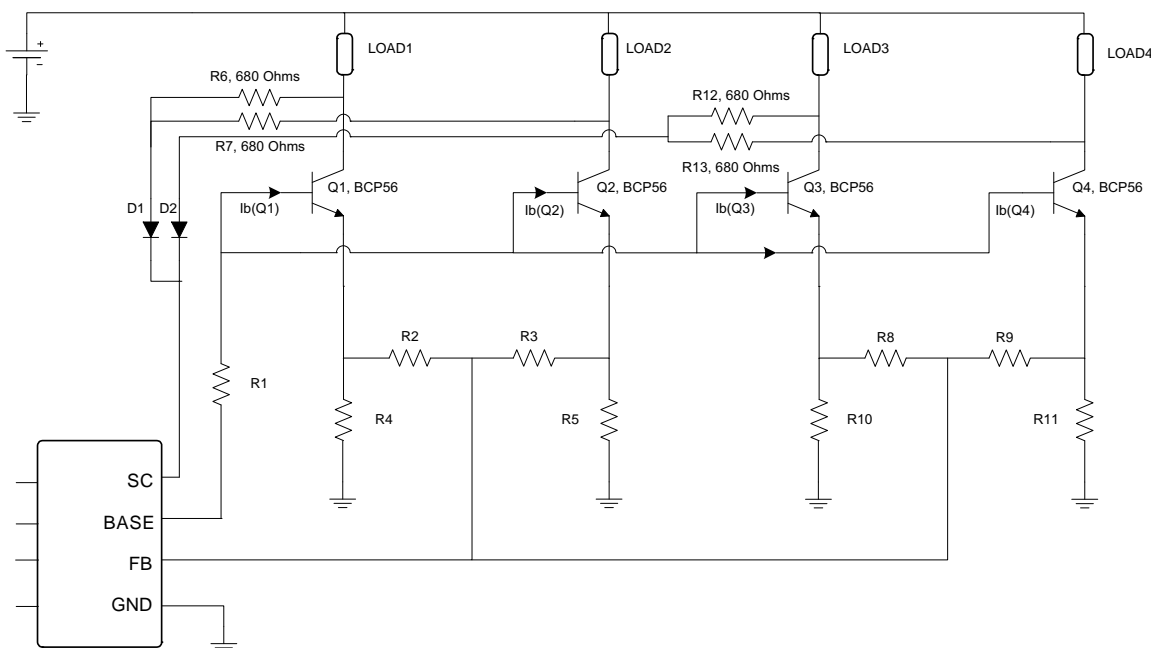 +
-
LOAD1
LOAD2
LOAD3
LOAD4
R6, 680 Ohms
R12, 680 Ohms
R7, 680 Ohms
R13, 680 Ohms
Q1, BCP56
Q2, BCP56
Q3, BCP56
Q4, BCP56
D1
D2
Ib(Q1)
Ib(Q2)
Ib(Q3)
Ib(Q4)
R2
R3
R8
R9
R1
R4
R5
R10
R11
SC
BASE
FB
GND